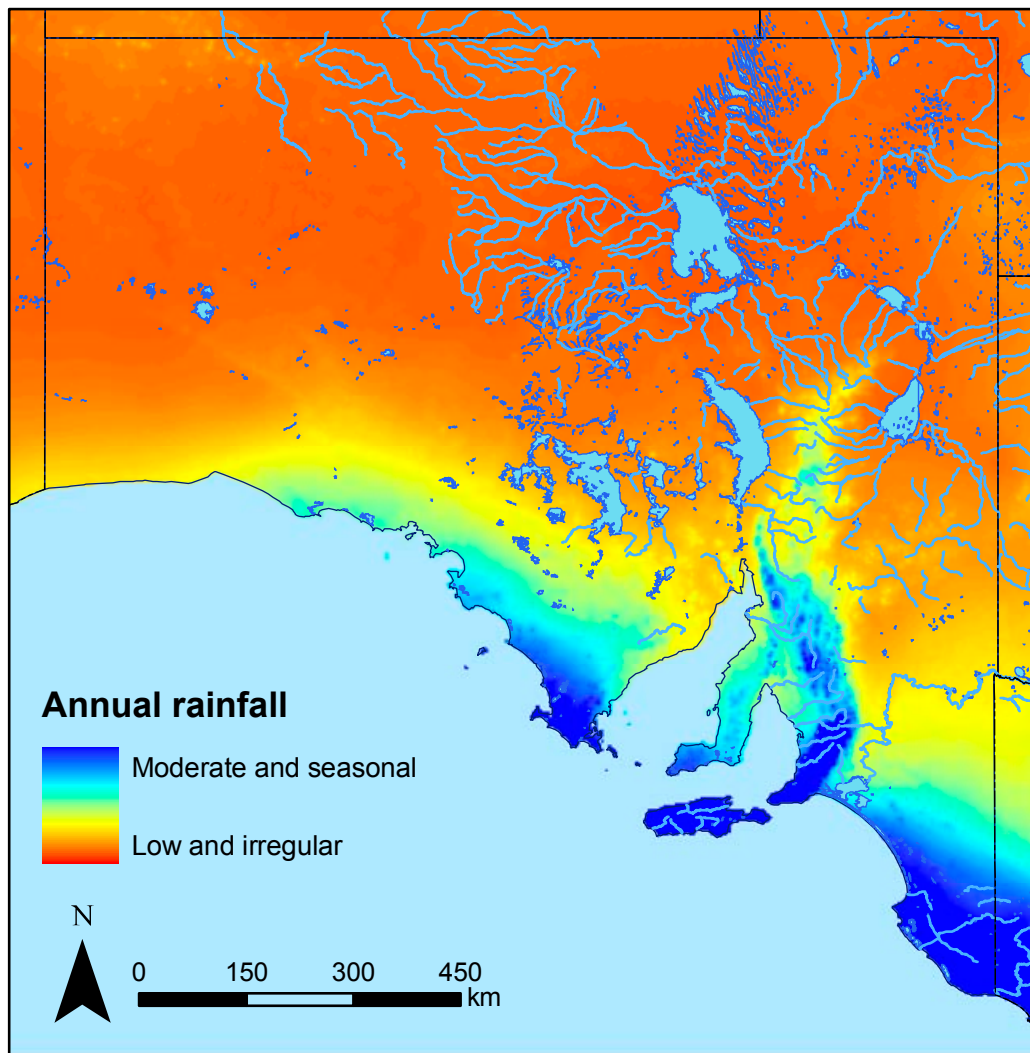 Annual rainfall
Moderate and seasonal
Low and irregular
N
0 150 300 450
km